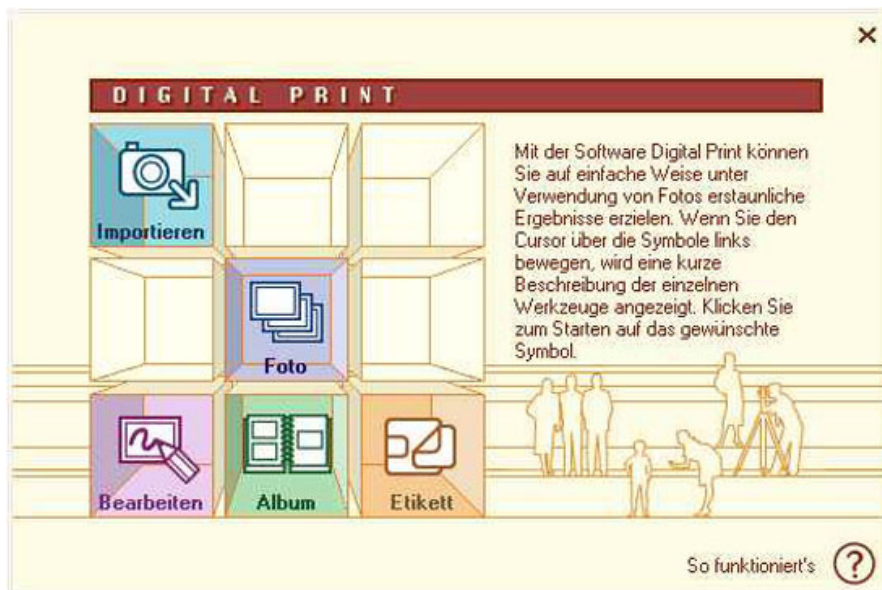 DIGITAL PRINT
Importieren
Mit der Software Digital Print können
Sie auf einfache Weise unter
Verwendung von Fotos erstaunliche
Ergebnisse erzielen. Wenn Sie den
Cursor über die Symbole links
bewegen, wird eine kurze
Beschreibung der einzelnen
Werkzeuge angezeigt. Klicken Sie
zum Starten auf das gewünschte
Symbol.
Foto
Bearbeiten
Album
Etikett
So funktioniert's
?